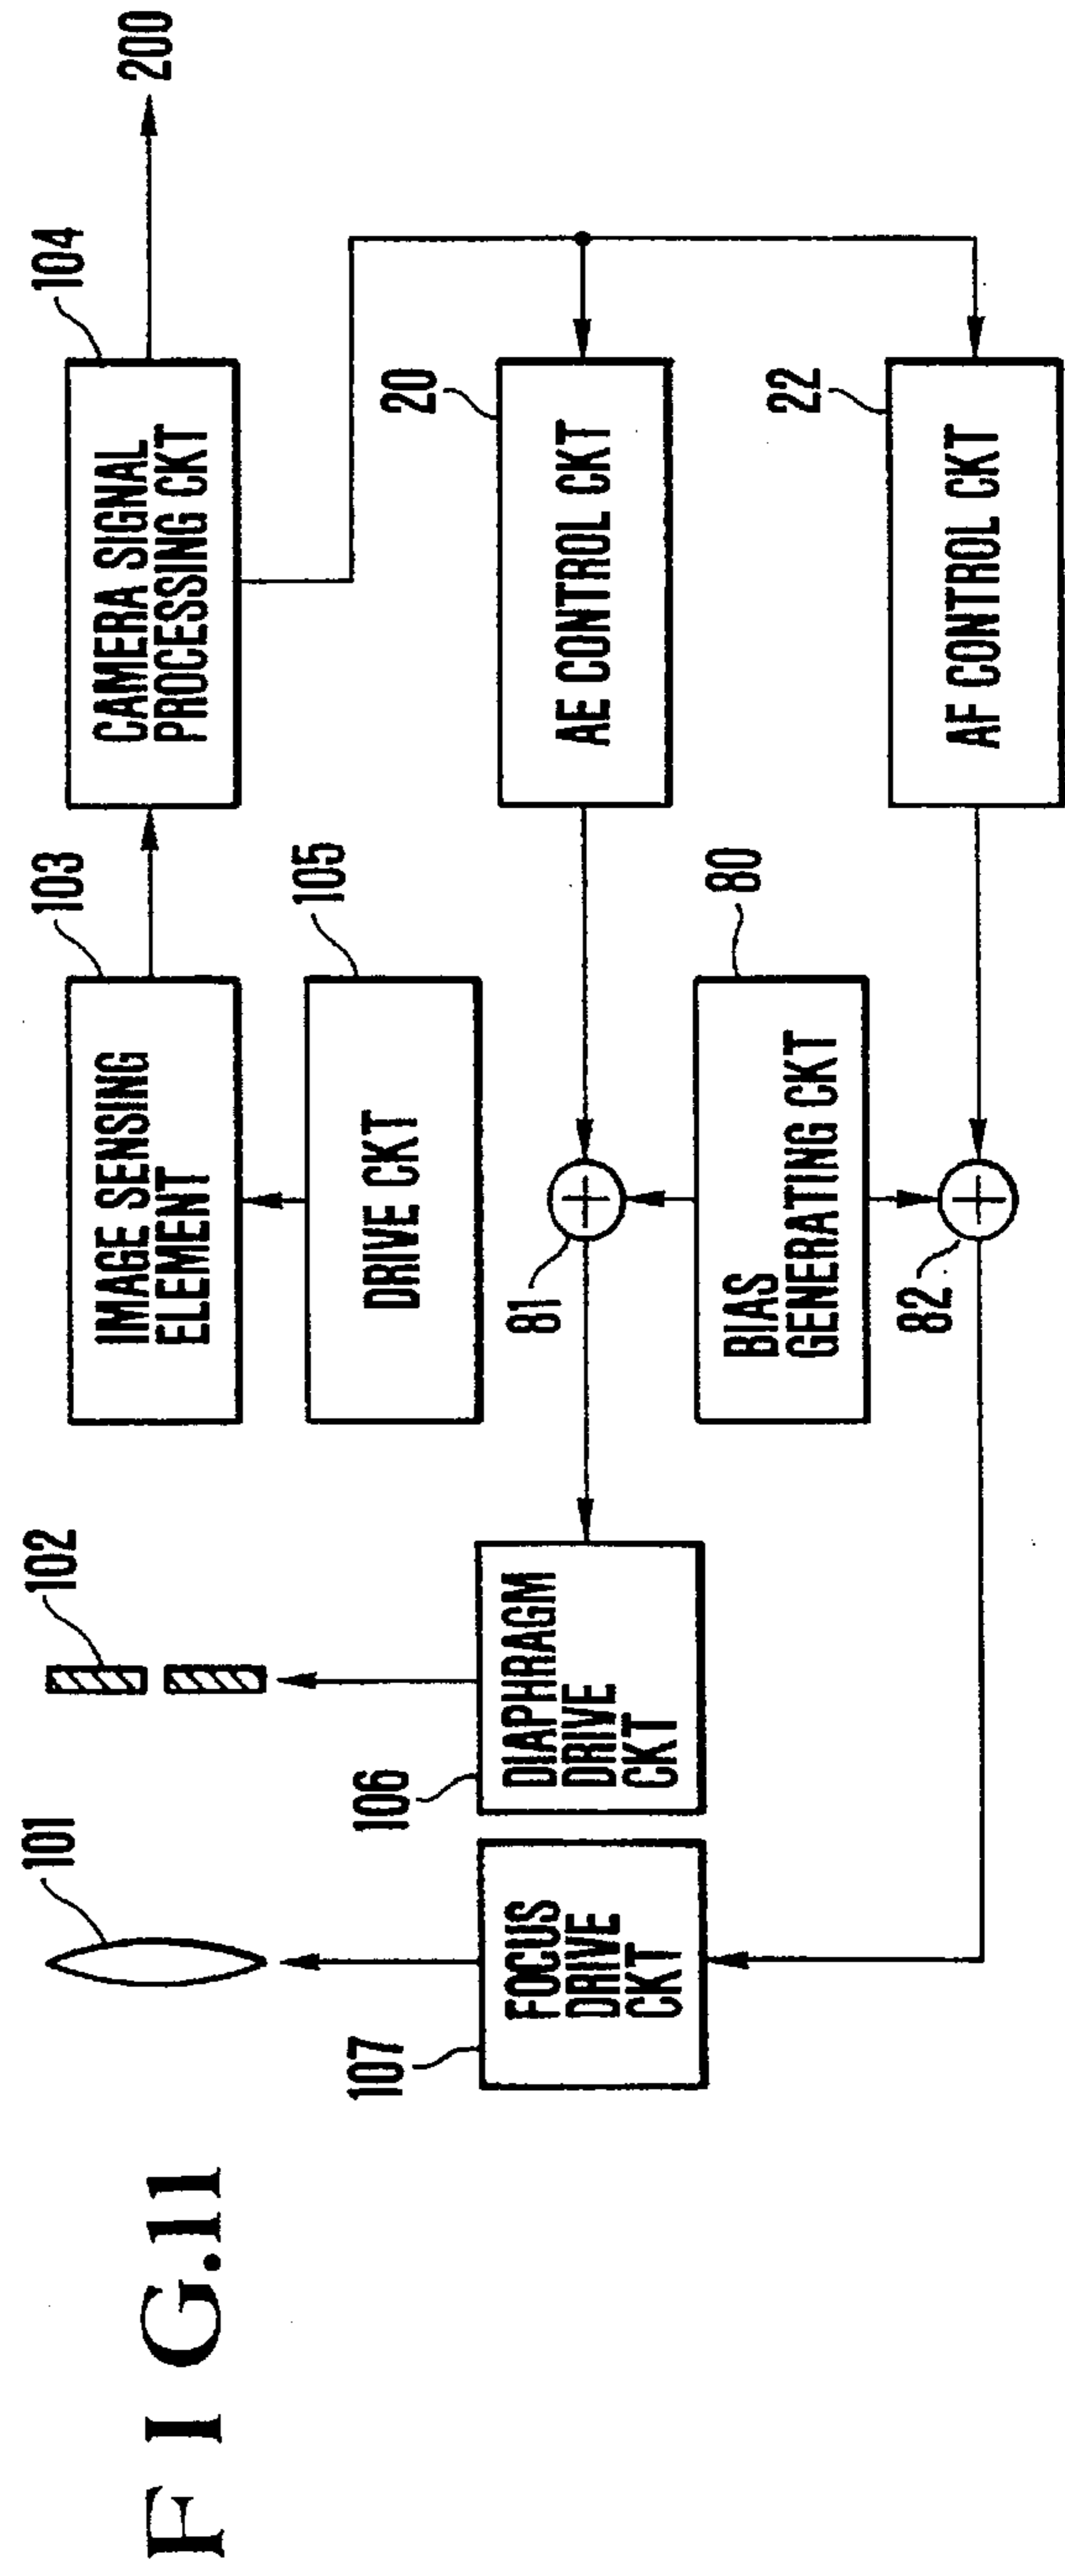 FIG.11
101
102
103
IMAGE SENSING
ELEMENT
104
CAMERA SIGNAL
PROCESSING CKT
200
105
DRIVE CKT
107
FOCUS
DRIVE
CKT
106
DIAPHRAGM
DRIVE
CKT
81
20
AE CONTROL CKT
80
BIAS
GENERATING CKT
82
22
AF CONTROL CKT